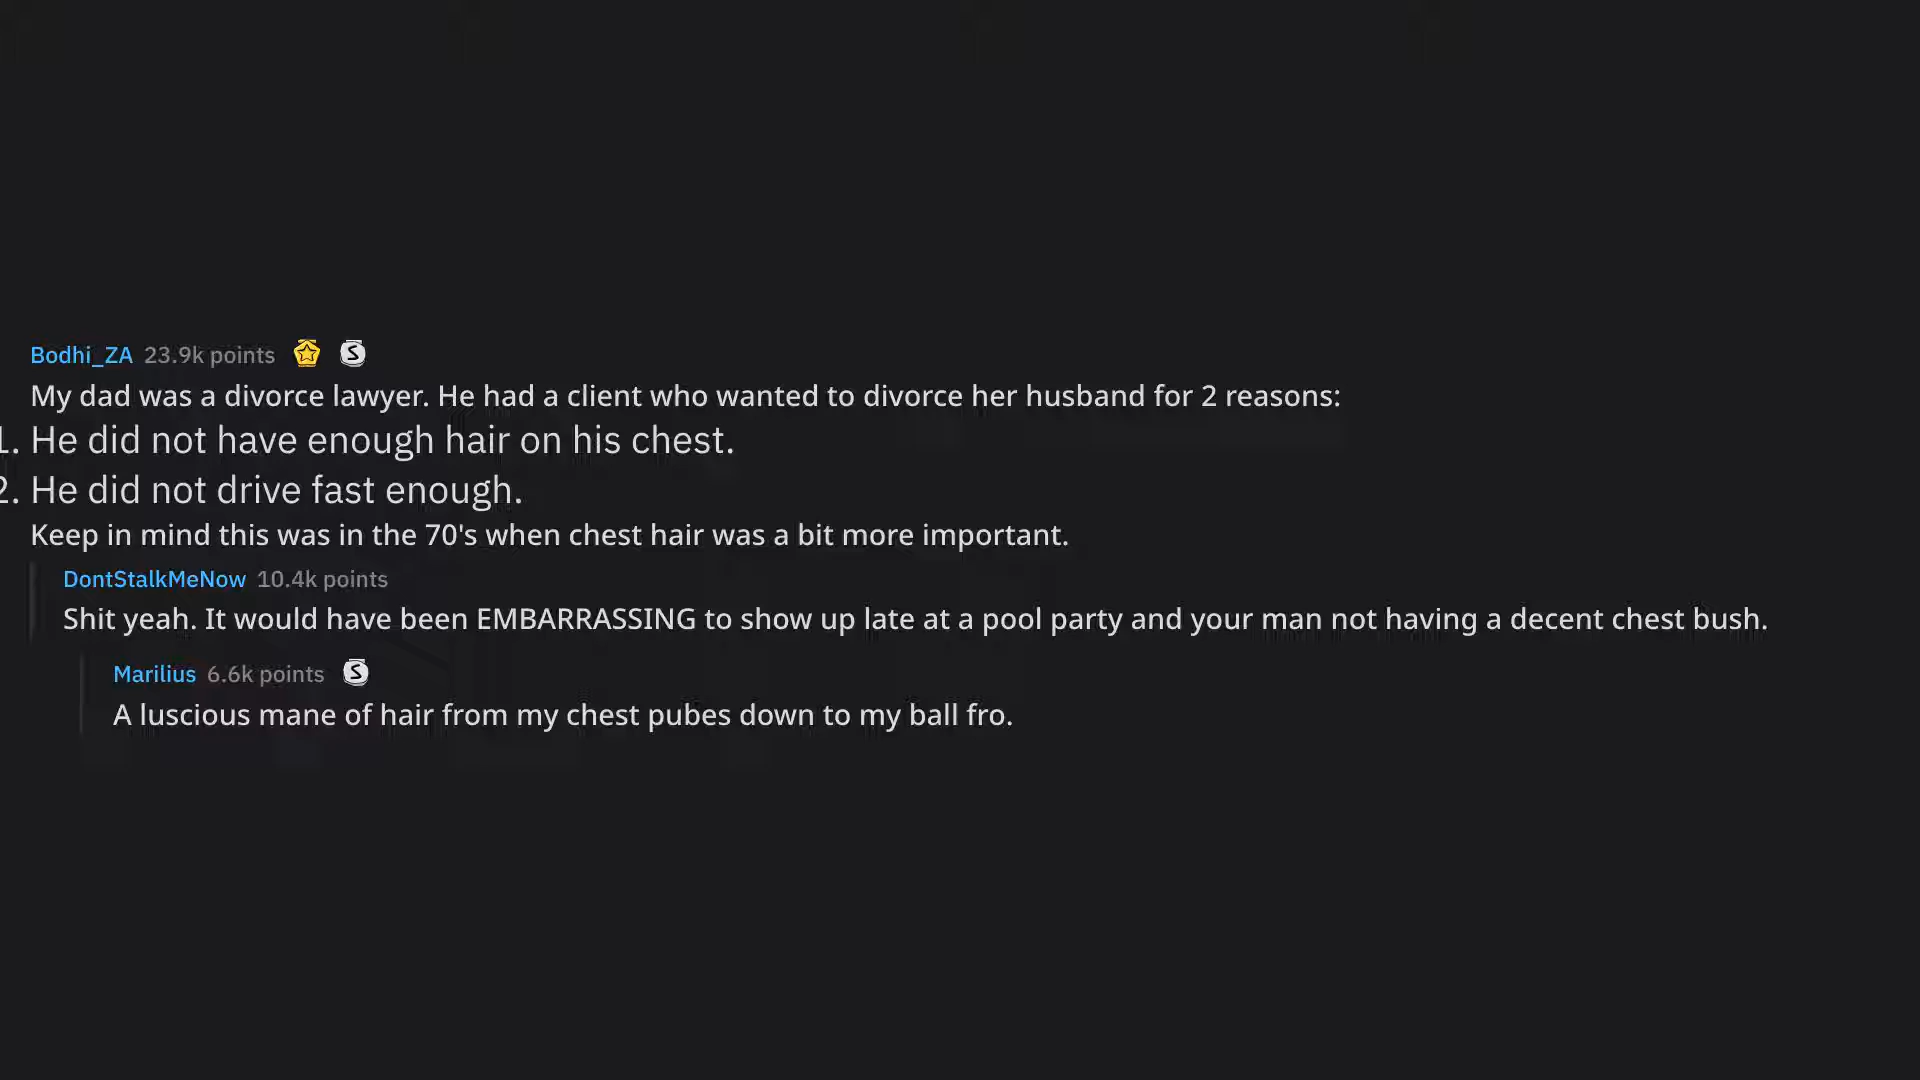 Bodhi_ZA 23.9k points S
My dad was a divorce lawyer. He had a client who wanted to divorce her husband for 2 reasons:
1. He did not have enough hair on his chest.
2. He did not drive fast enough.
Keep in mind this was in the 70's when chest hair was a bit more important.
DontStalkMeNow 10.4k points
Shit yeah. It would have been EMBARRASSING to show up late at a pool party and your man not having a decent chest bush.
Marilius 6.6k points S
A luscious mane of hair from my chest pubes down to my ball fro.